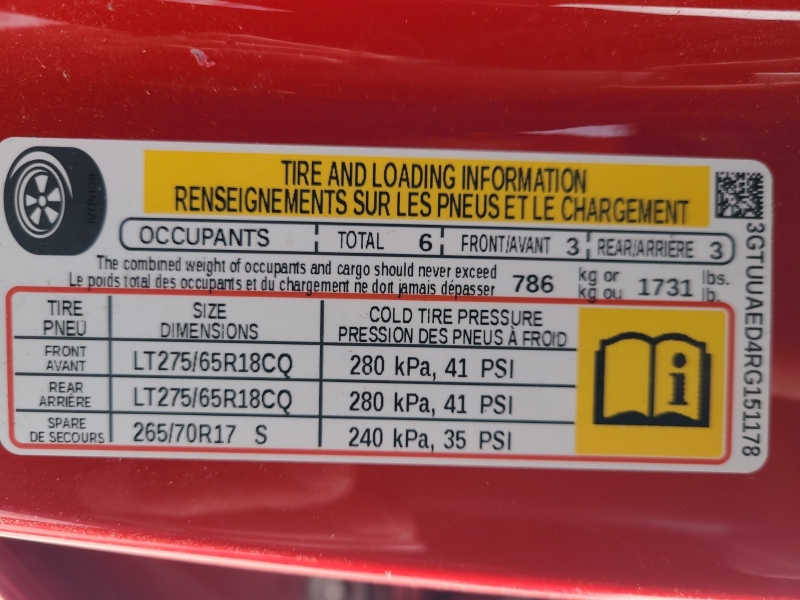 TIRE AND LOADING INFORMATION
RENSEIGNEMENTS SUR LES PNEUS ET LE CHARGEMENT
OCCUPANTS TOTAL 6 FRONT/AVANT 3 REAR/ARRIÈRE 3
The combined weight of occupants and cargo should never exceed
Le poids total des occupants et du chargement ne doit jamais dépasser
786 kg or
kg ou 1731 lbs.
lb.
TIRE
PNEU
SIZE
DIMENSIONS
COLD TIRE PRESSURE
PRESSION DES PNEUS À FROID
FRONT
AVANT
LT275/65R18CQ
280 kPa, 41 PSI
REAR
ARRIÈRE
LT275/65R18CQ
280 kPa, 41 PSI
SPARE
DE SECOURS
265/70R17 S
240 kPa, 35 PSI
i
3GTUUAED4RG151178